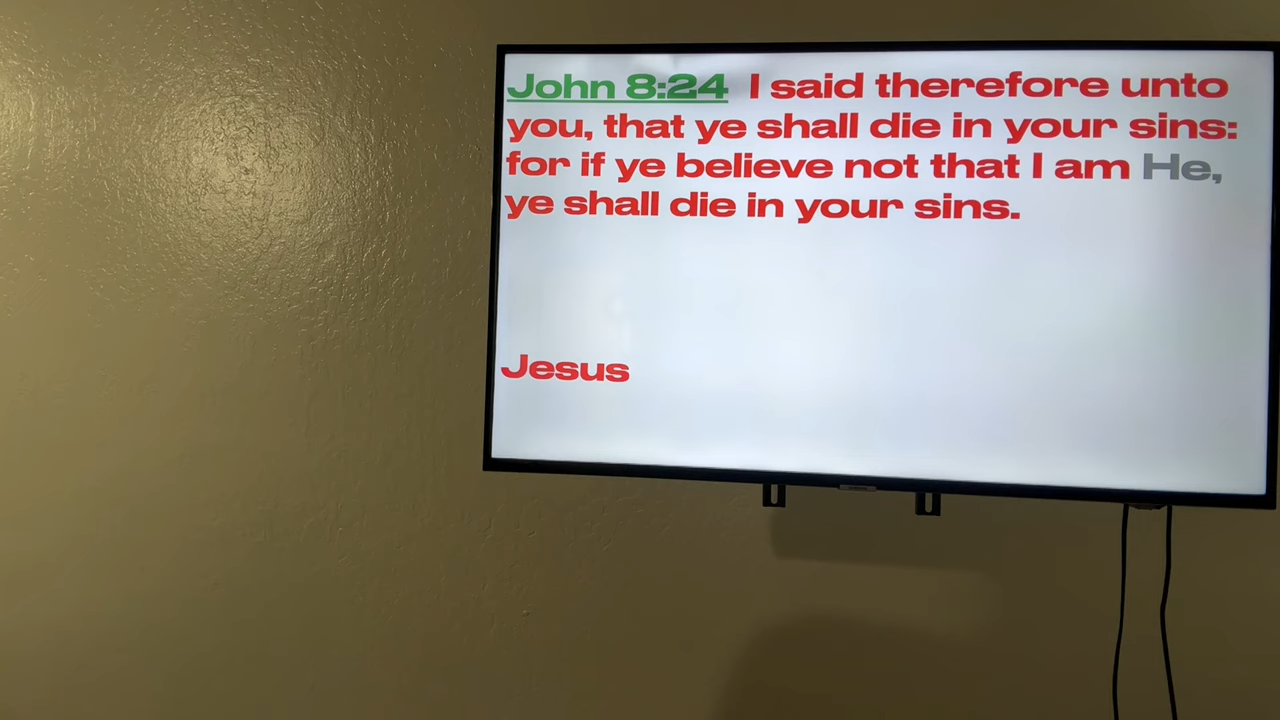 John 8:24 I said therefore unto
you, that ye shall die in your sins:
for if ye believe not that I am He,
ye shall die in your sins.
Jesus